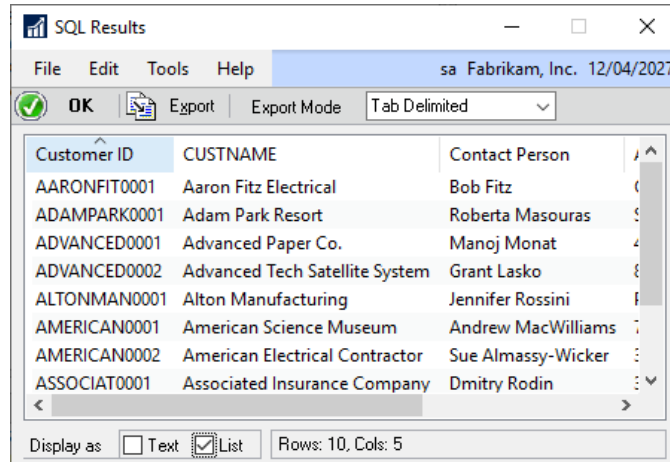 SQL Results
File Edit Tools Help sa Fabrikam, Inc. 12/04/2027
OK Export Export Mode Tab Delimited
Customer ID CUSTNAME Contact Person
AARONFIT0001 Aaron Fitz Electrical Bob Fitz
ADAMPARK0001 Adam Park Resort Roberta Masouras
ADVANCED0001 Advanced Paper Co. Manoj Monat
ADVANCED0002 Advanced Tech Satellite System Grant Lasko
ALTONMAN0001 Alton Manufacturing Jennifer Rossini
AMERICAN0001 American Science Museum Andrew MacWilliams
AMERICAN0002 American Electrical Contractor Sue Almassy-Wicker
ASSOCIAT0001 Associated Insurance Company Dmitry Rodin
Display as Text List Rows: 10, Cols: 5